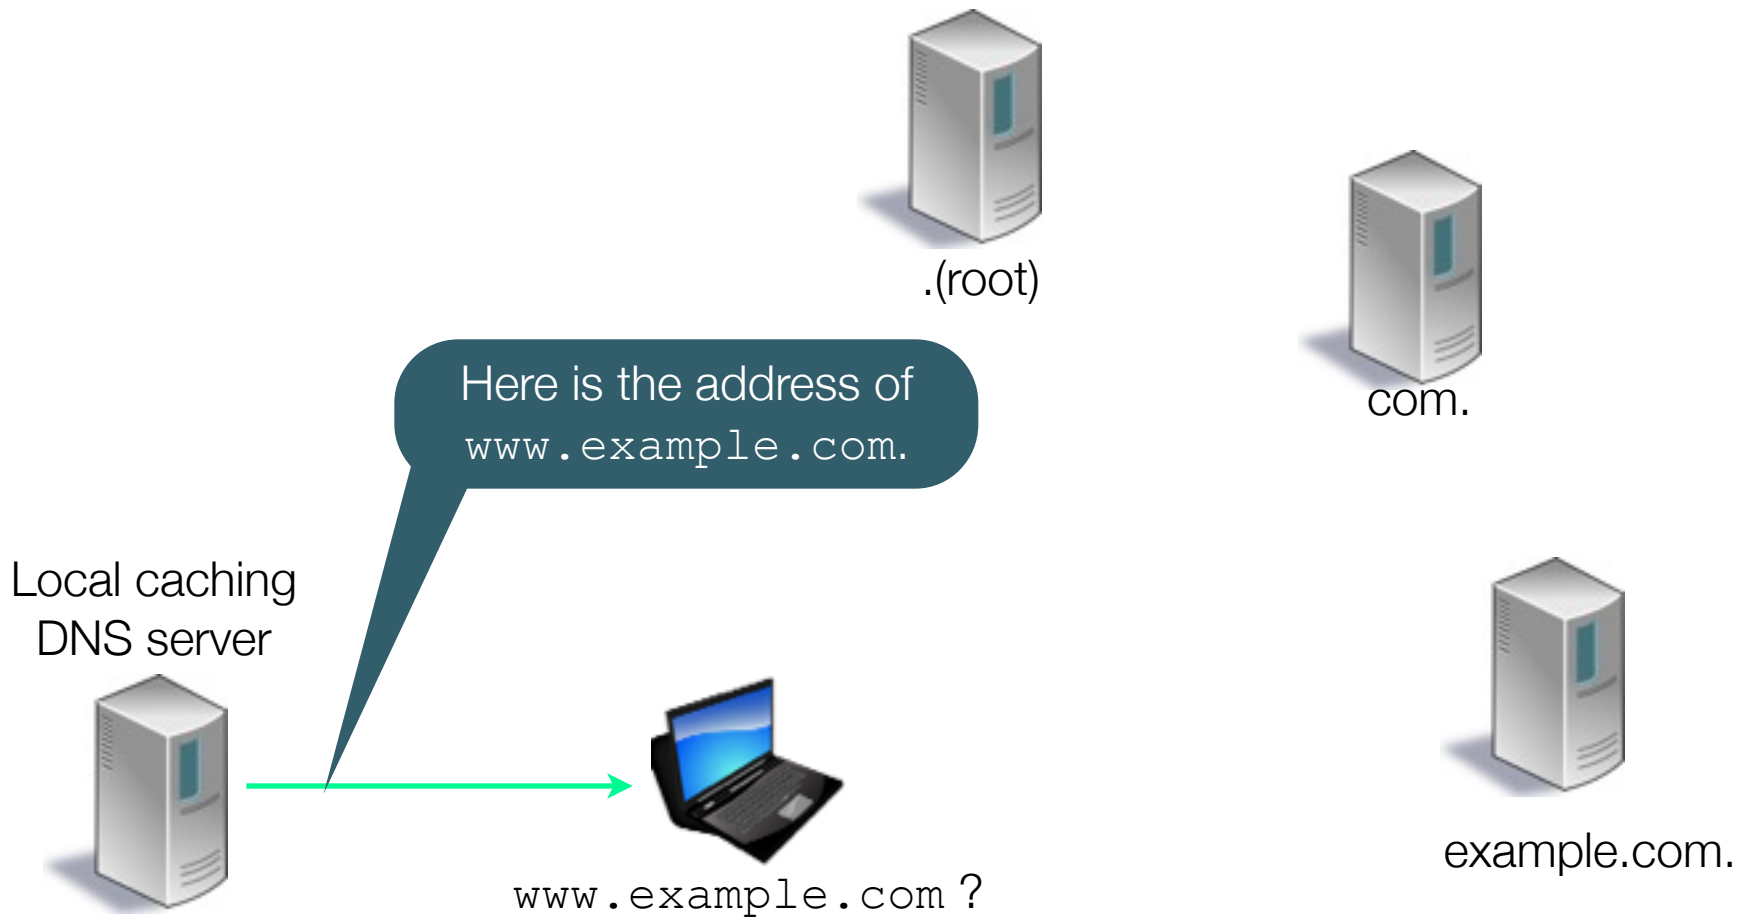 .(root)
com.
Here is the address of
www.example.com.
Local caching
DNS server
example.com.
www.example.com ?